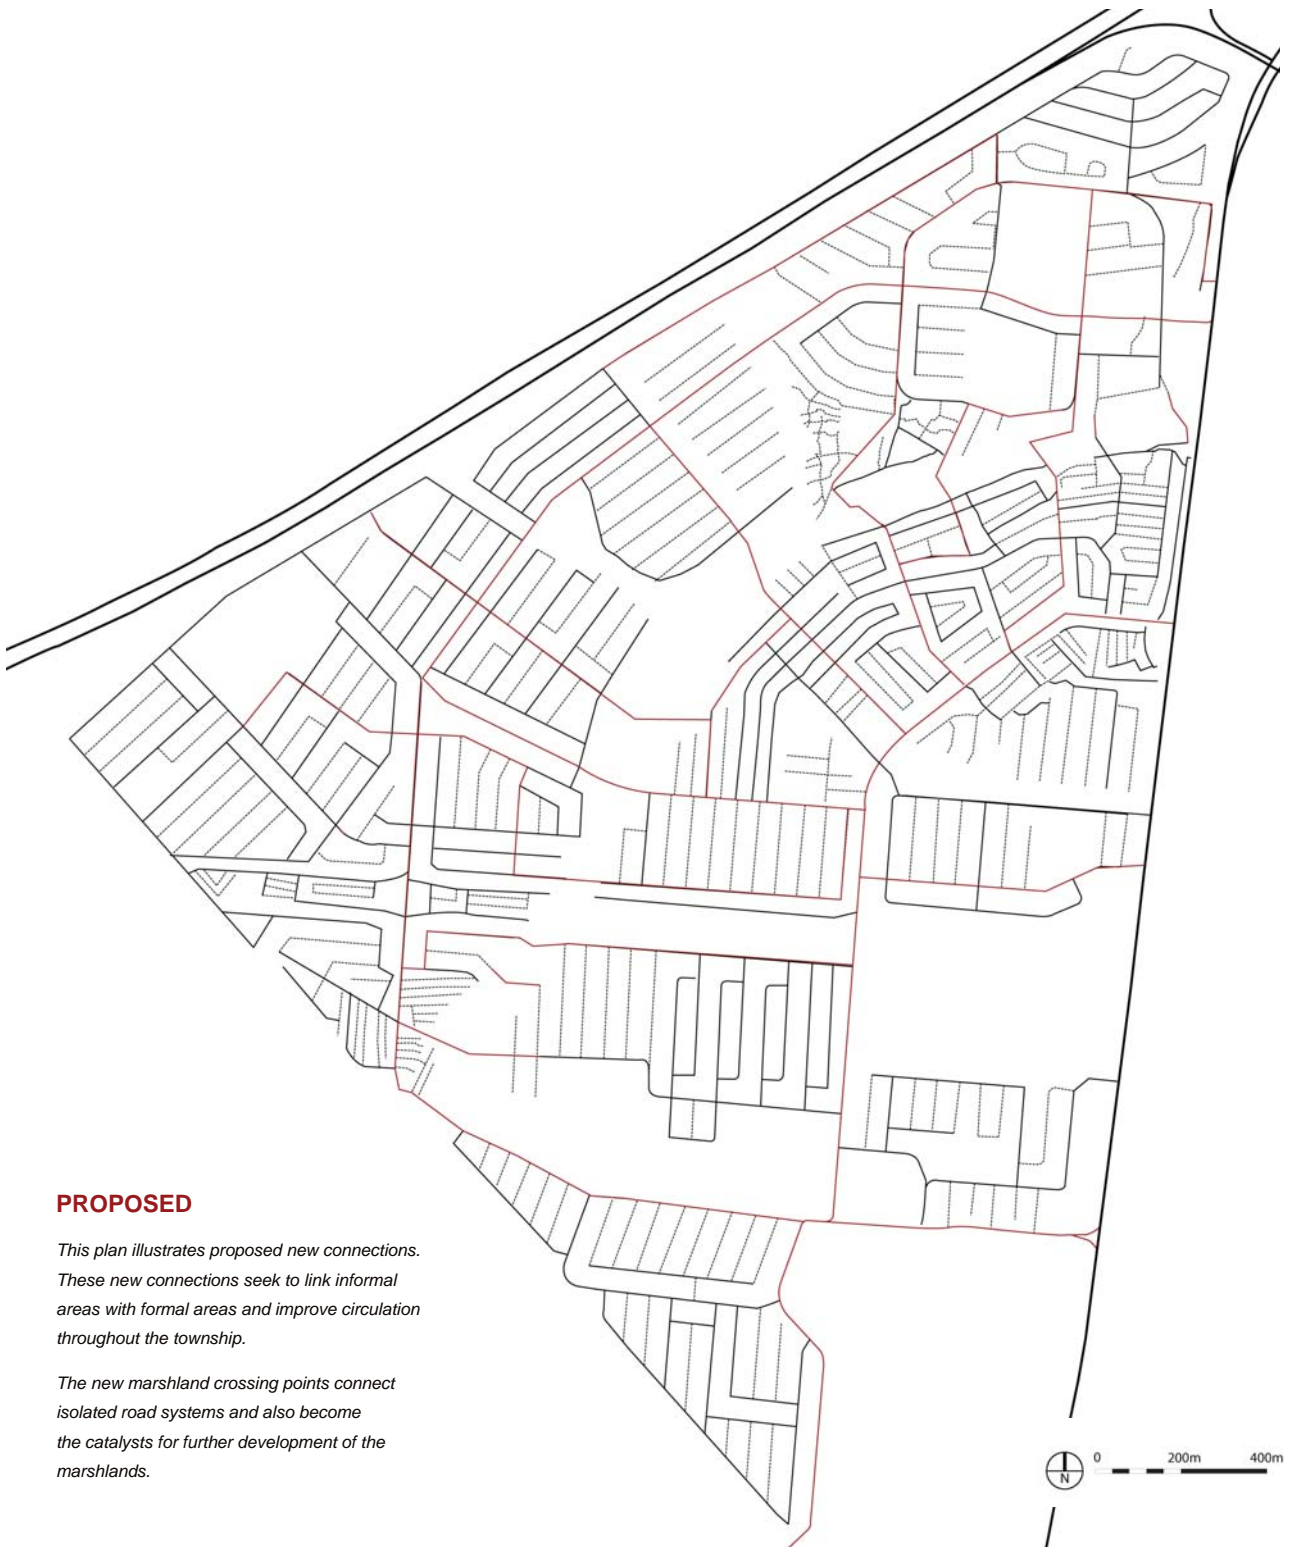 PROPOSED
This plan illustrates proposed new connections.
These new connections seek to link informal
areas with formal areas and improve circulation
throughout the township.
The new marshland crossing points connect
isolated road systems and also become
the catalysts for further development of the
marshlands.
N
0 200m 400m